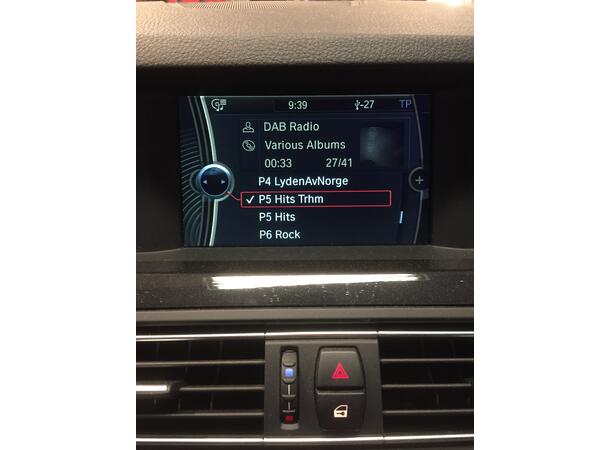 9:39 -27 TP
DAB Radio
Various Albums
00:33 27/41
P4 LydenAvNorge
P5 Hits Trhm
P5 Hits
P6 Rock